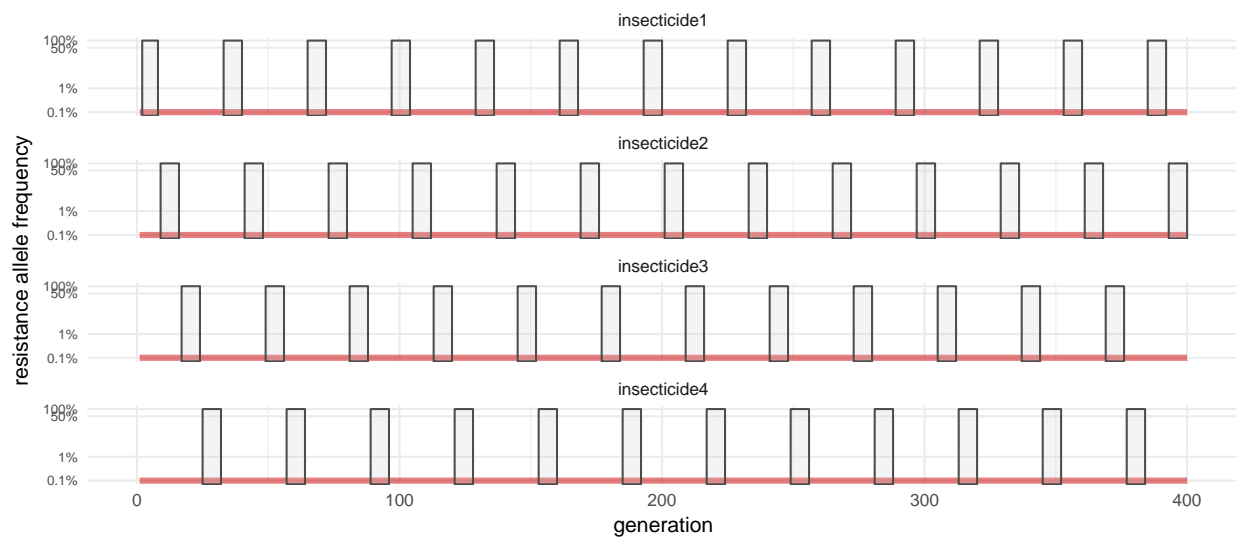 insecticide1
100%
50%
1%
0.1%
insecticide2
100%
50%
1%
0.1%
insecticide3
100%
50%
1%
0.1%
insecticide4
100%
50%
1%
0.1%
0 100 200 300 400
generation
resistance allele frequency